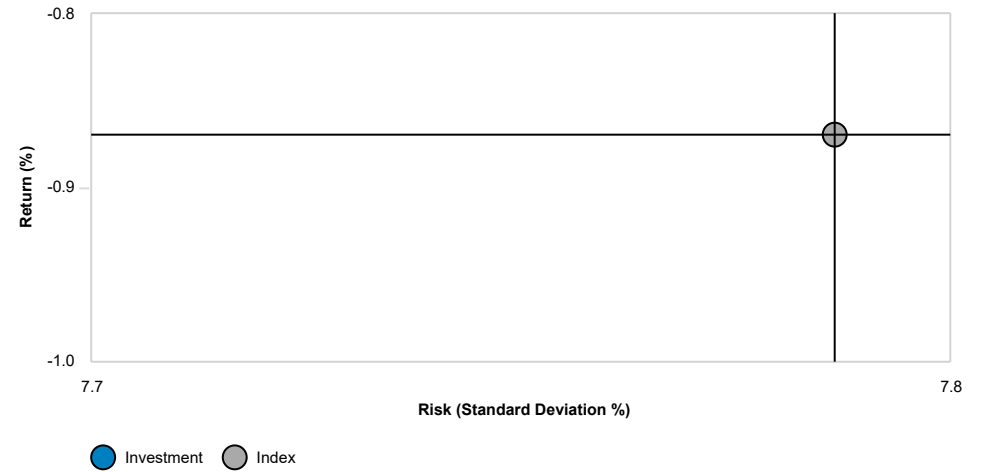 -0.8
-0.9
-1.0
Return (%)
7.7
7.8
Risk (Standard Deviation %)
Investment
Index